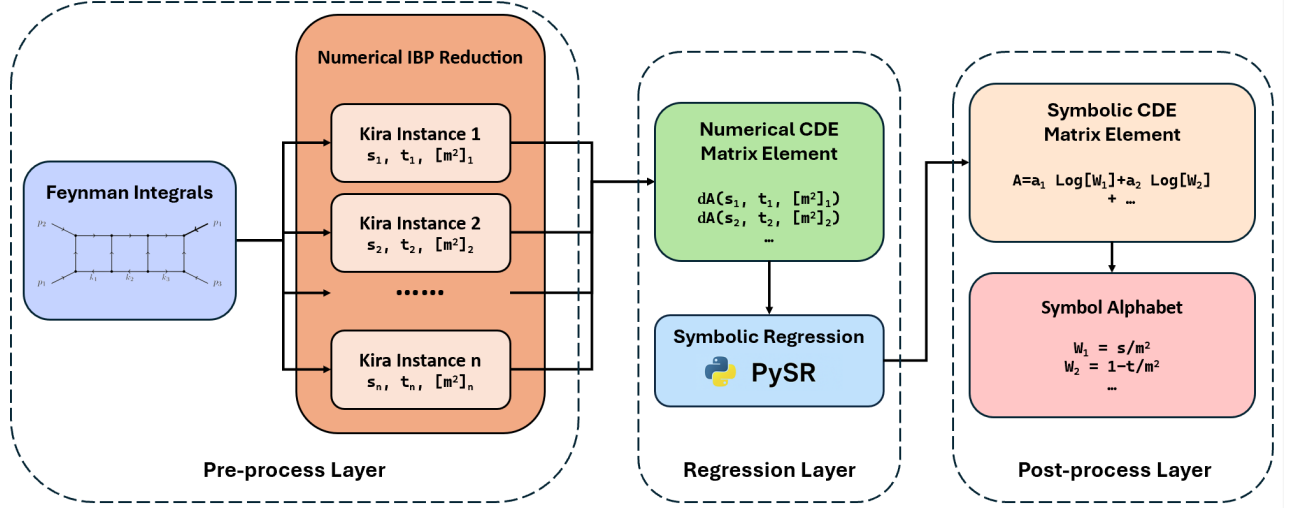 Feynman Integrals
p₂
p₁
k₁
k₂
k₃
p₁
p₃
Numerical IBP Reduction
Kira Instance 1
s₁, t₁, [m²]₁
Kira Instance 2
s₂, t₂, [m²]₂
••••••
Kira Instance n
sₙ, tₙ, [m²]ₙ
Pre-process Layer
Numerical CDE
Matrix Element
dA(s₁, t₁, [m²]₁)
dA(s₂, t₂, [m²]₂)
…
Symbolic Regression
PySR
Regression Layer
Symbolic CDE
Matrix Element
A=a₁ Log[W₁]+a₂ Log[W₂]
+ …
Symbol Alphabet
W₁ = s/m²
W₂ = 1-t/m²
…
Post-process Layer